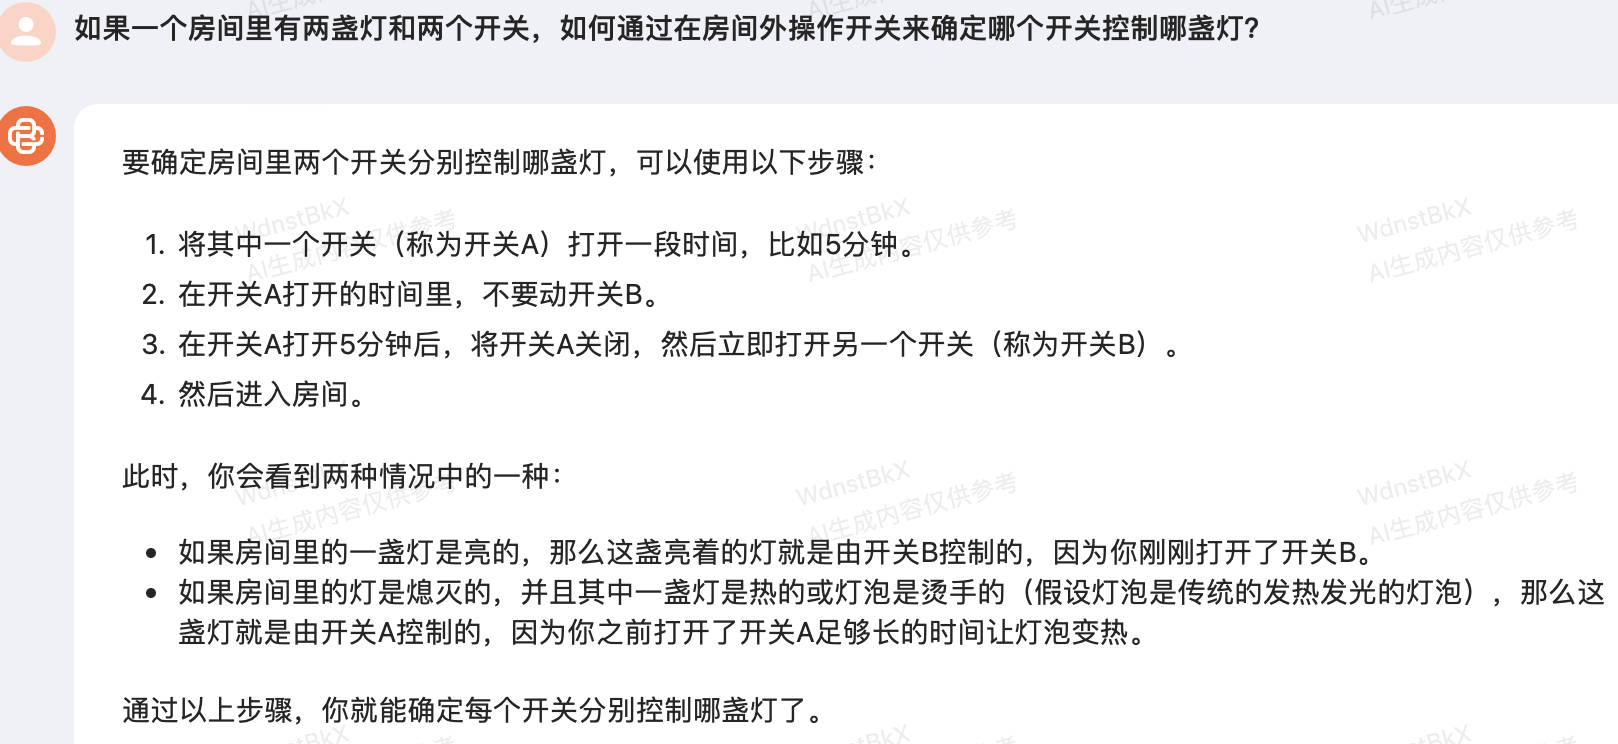 如果一个房间里有两盏灯和两个开关，如何通过在房间外操作开关来确定哪个开关控制哪盏灯?
要确定房间里两个开关分别控制哪盏灯，可以使用以下步骤：
1. 将其中一个开关（称为开关A）打开一段时间，比如5分钟。
2. 在开关A打开的时间里，不要动开关B。
3. 在开关A打开5分钟后，将开关A关闭，然后立即打开另一个开关（称为开关B）。
4. 然后进入房间。
此时，你会看到两种情况中的一种：
• 如果房间里的一盏灯是亮的，那么这盏亮着的灯就是由开关B控制的，因为你刚刚打开了开关B。
• 如果房间里的灯是熄灭的，并且其中一盏灯是热的或灯泡是烫手的（假设灯泡是传统的发热发光的灯泡），那么这
盏灯就是由开关A控制的，因为你之前打开了开关A足够长的时间让灯泡变热。
通过以上步骤，你就能确定每个开关分别控制哪盏灯了。
WdnstBkX
AI生成内容仅供参考
WdnstBkX
AI生成内容仅供参考
WdnstBkX
AI生成内容仅供参考
WdnstBkX
AI生成内容仅供参考
WdnstBkX
AI生成内容仅供参考
WdnstBkX
AI生成内容仅供参考